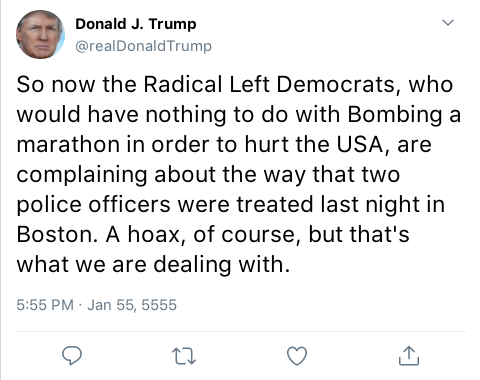 Donald J. Trump
@realDonaldTrump
So now the Radical Left Democrats, who
would have nothing to do with Bombing a
marathon in order to hurt the USA, are
complaining about the way that two
police officers were treated last night in
Boston. A hoax, of course, but that's
what we are dealing with.
5:55 PM · Jan 55, 5555